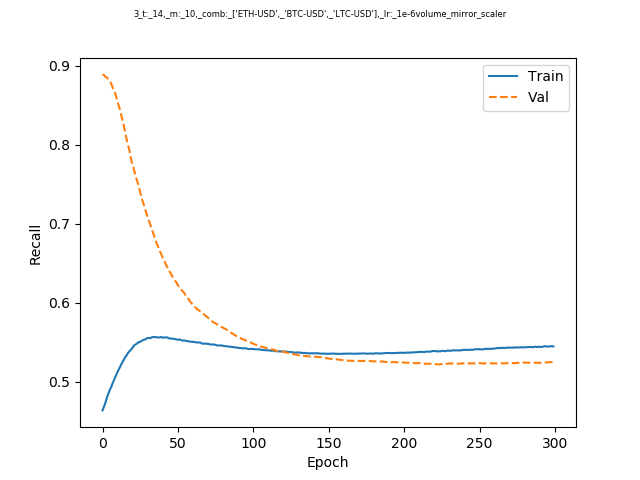 3_t:_14,_m:_10,_comb:_['ETH-USD',_'BTC-USD',_'LTC-USD'],_lr:_1e-6volume_mirror_scaler
0.9
0.8
0.7
0.6
0.5
Recall
Train
Val
0 50 100 150 200 250 300
Epoch